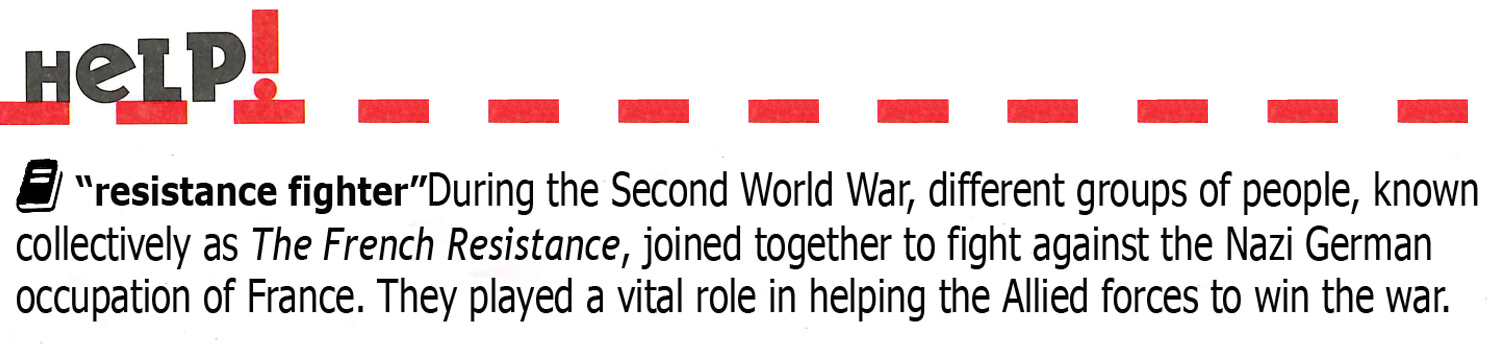 HeLP!
“resistance fighter”During the Second World War, different groups of people, known
collectively as The French Resistance, joined together to fight against the Nazi German
occupation of France. They played a vital role in helping the Allied forces to win the war.